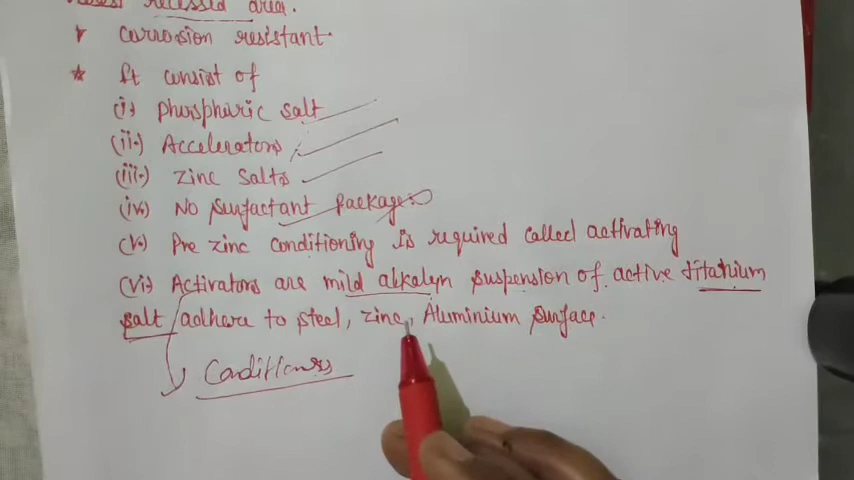 recessed area.
Corrosion resistant.
It consist of
(i) Phosphoric salt
(ii) Accelerators
(iii) Zinc Salts
(iv) No Surfactant Package.
(v) Pre zinc conditioning is required called activating
(vi) Activators are mild alkalyn suspension of active titanium
salt adhere to steel, zinc, Aluminium surface.
Conditioners